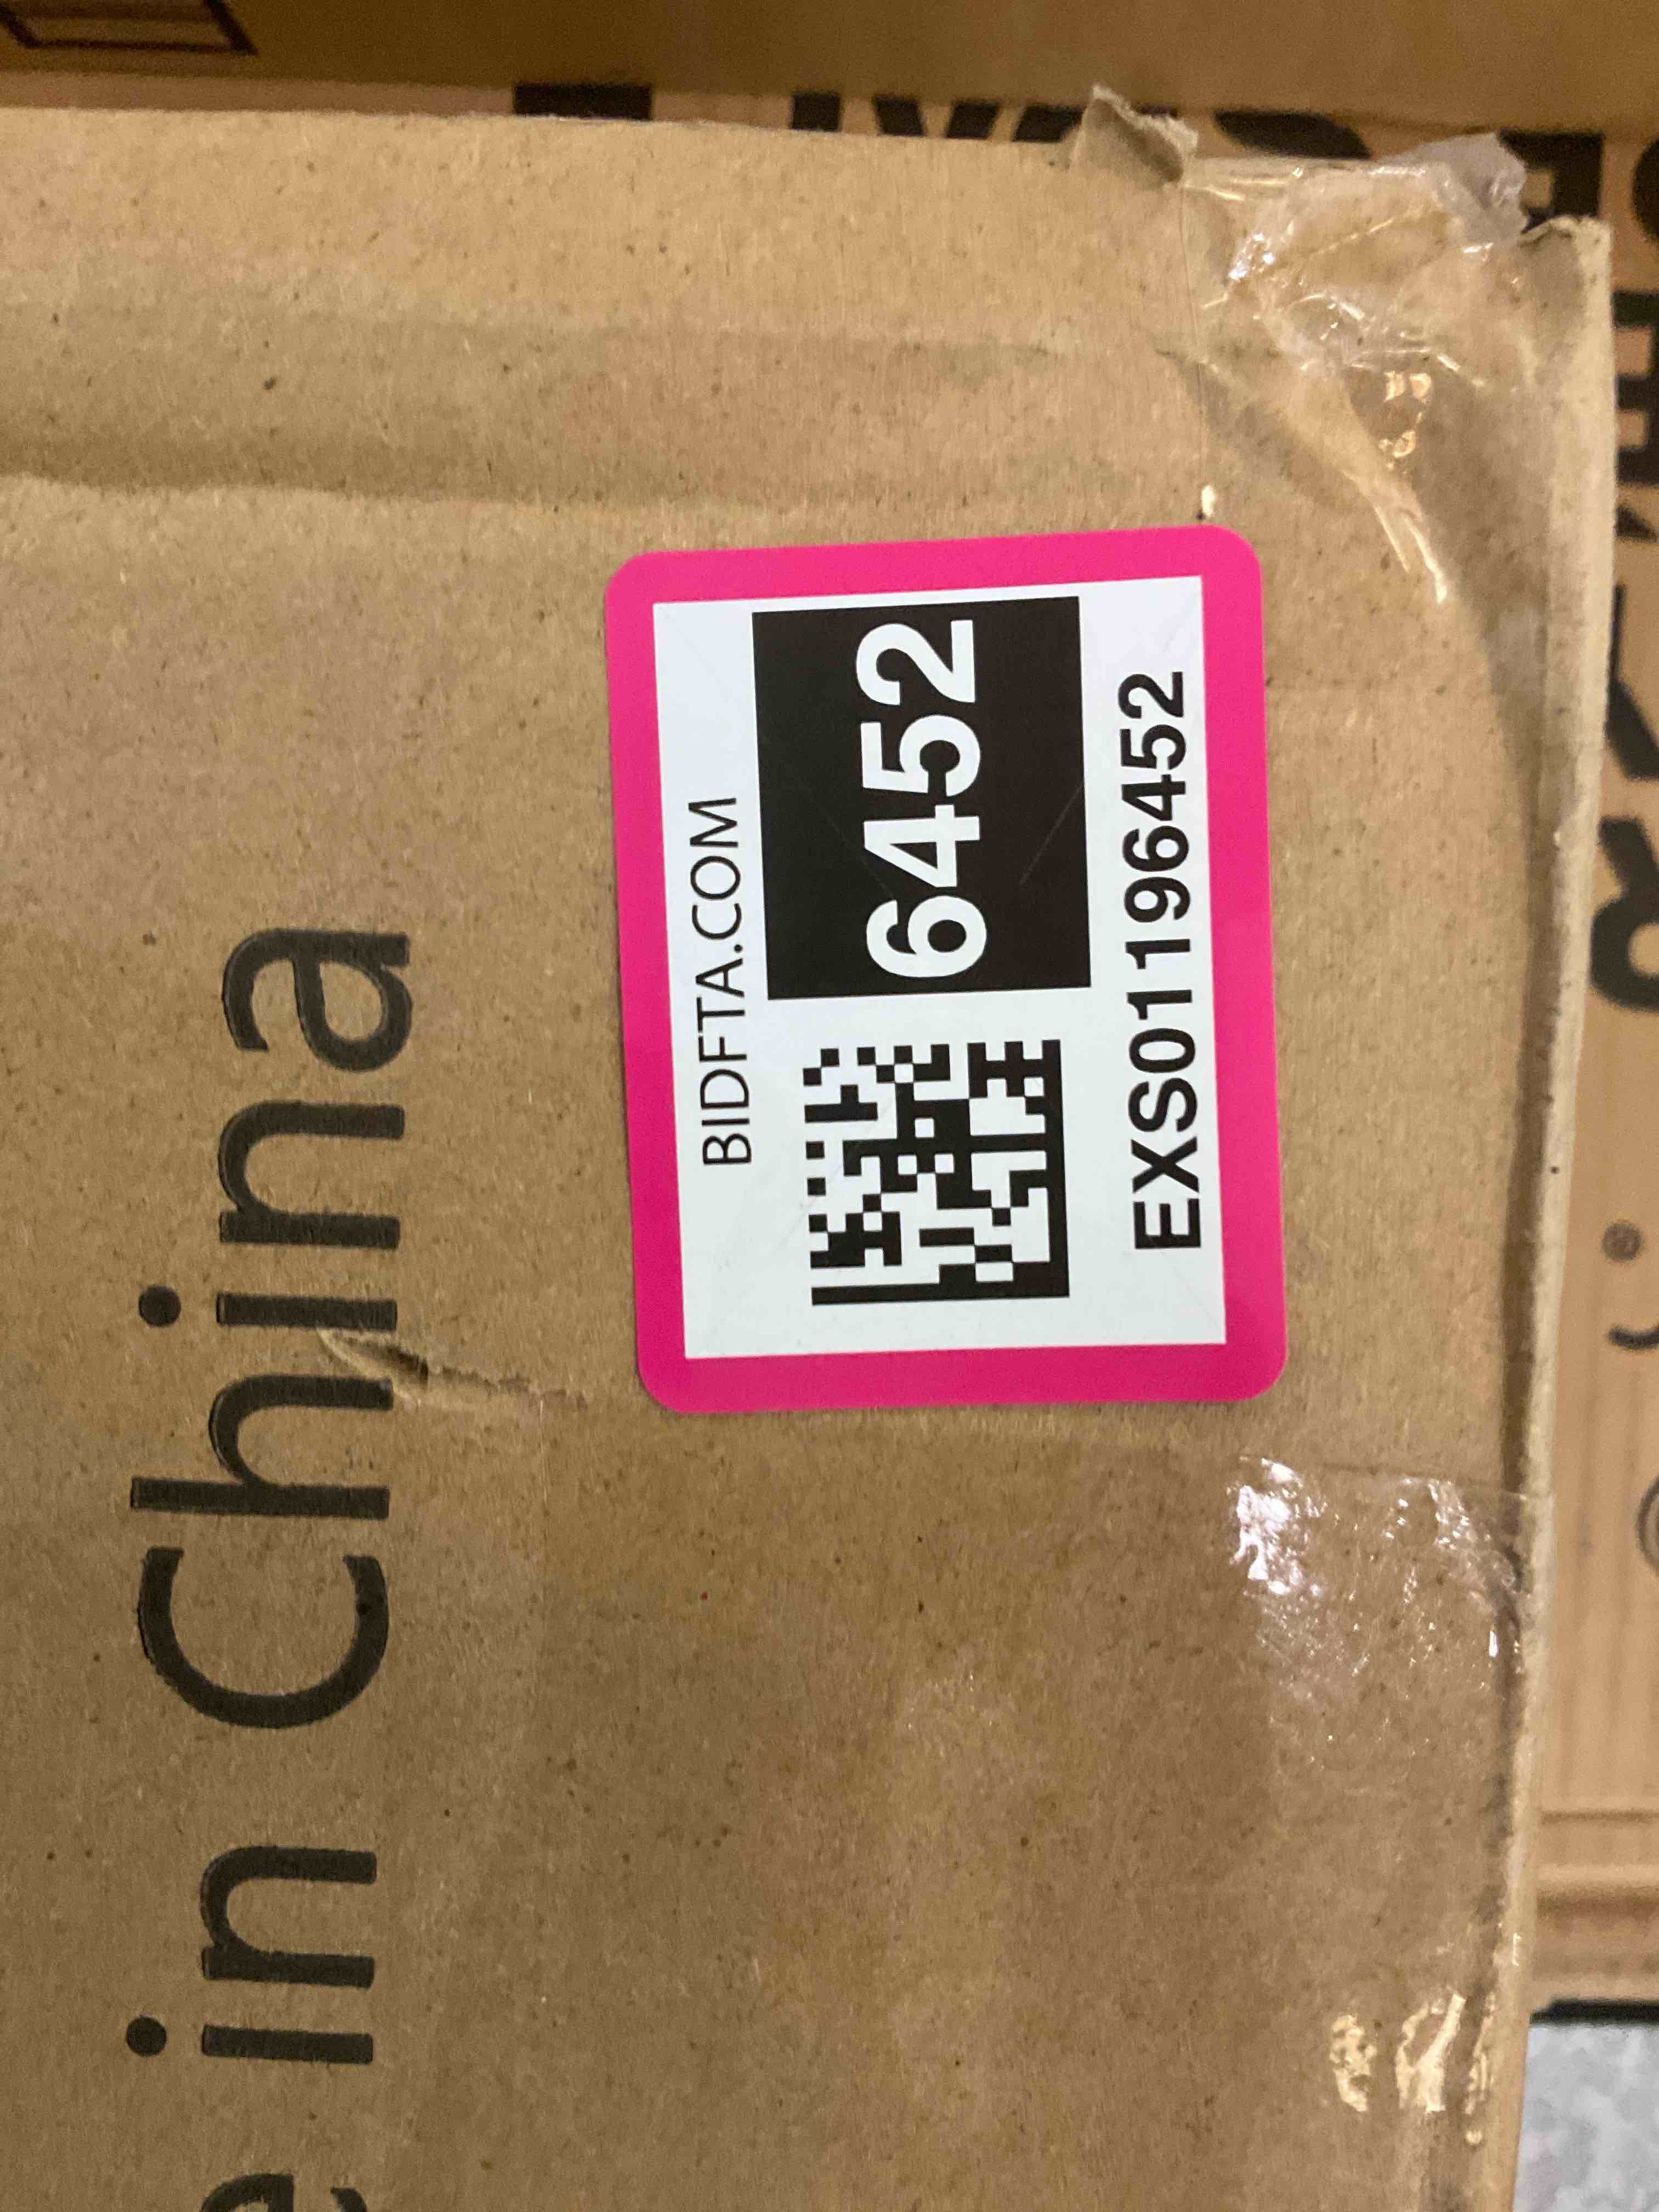 BIDFTA.COM
6452
EXS01196452
in China